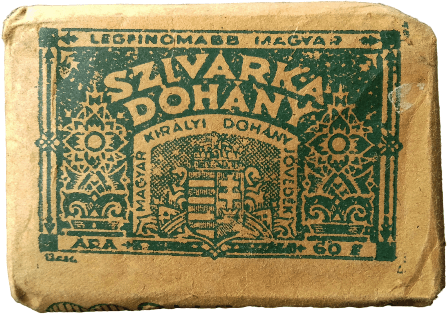 LEGFINOMABB MAGYAR
SZIVARKA
DOHÁNY
MAGYAR KIRÁLYI DOHÁNYJÖVEDÉK
ÁRA 60 f